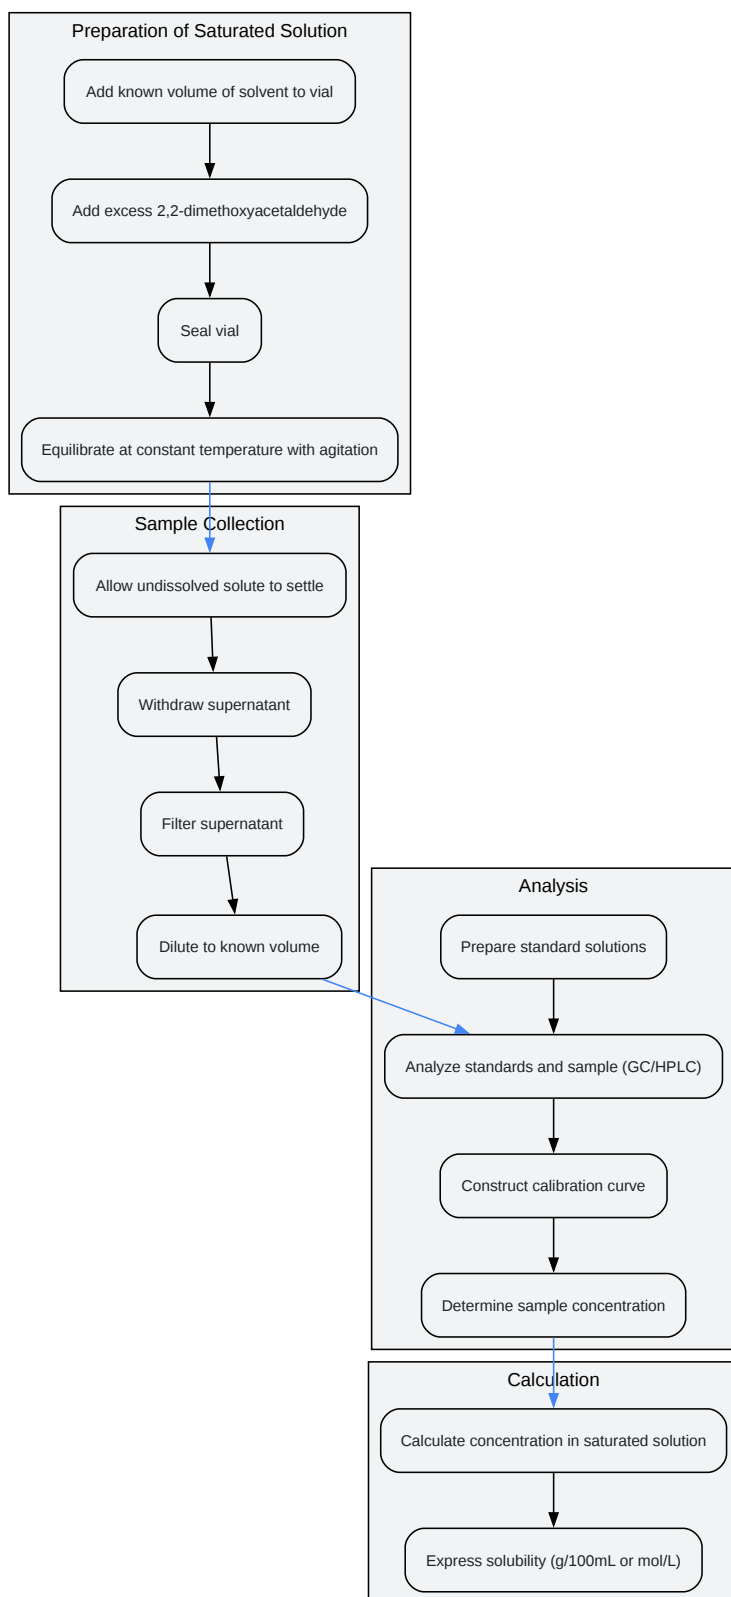 Preparation of Saturated Solution
Add known volume of solvent to vial
Add excess 2,2-dimethoxyacetaldehyde
Seal vial
Equilibrate at constant temperature with agitation
Sample Collection
Allow undissolved solute to settle
Withdraw supernatant
Filter supernatant
Dilute to known volume
Analysis
Prepare standard solutions
Analyze standards and sample (GC/HPLC)
Construct calibration curve
Determine sample concentration
Calculation
Calculate concentration in saturated solution
Express solubility (g/100mL or mol/L)